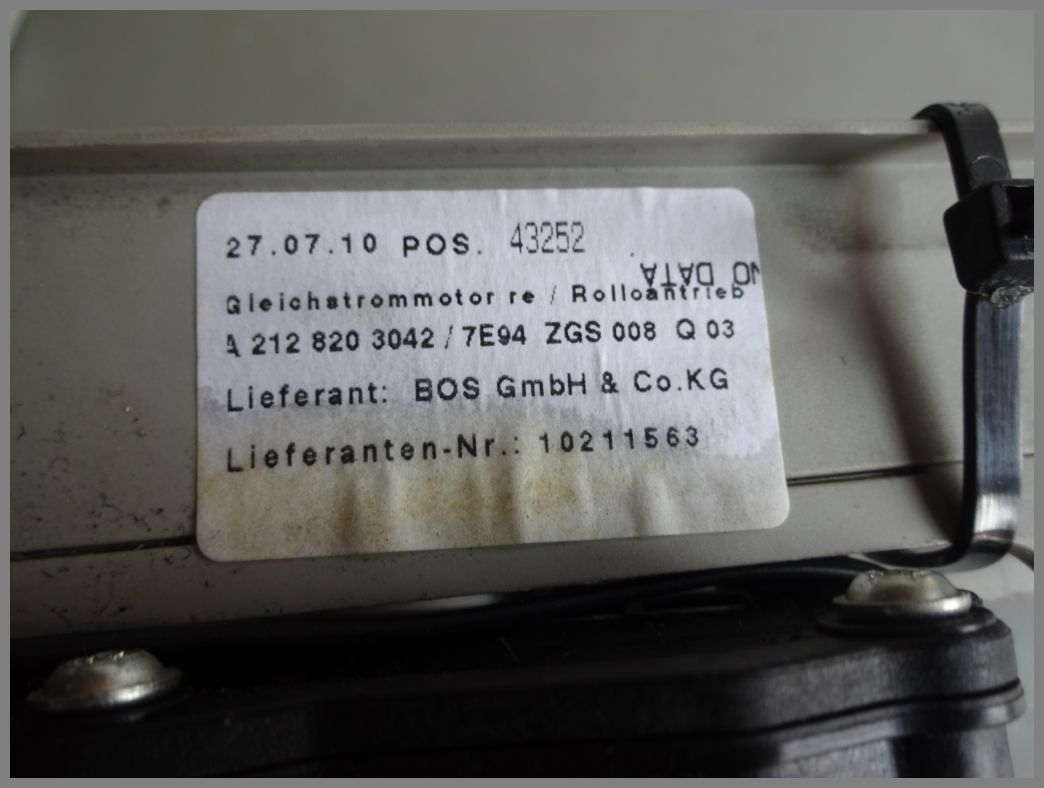 27.07.10 POS. 43252
NO DATA
Gleichstrommotor re / Rolloantrieb
A 212 820 3042 / 7E94 ZGS 008 Q 03
Lieferant: BOS GmbH & Co.KG
Lieferanten-Nr.: 10211563